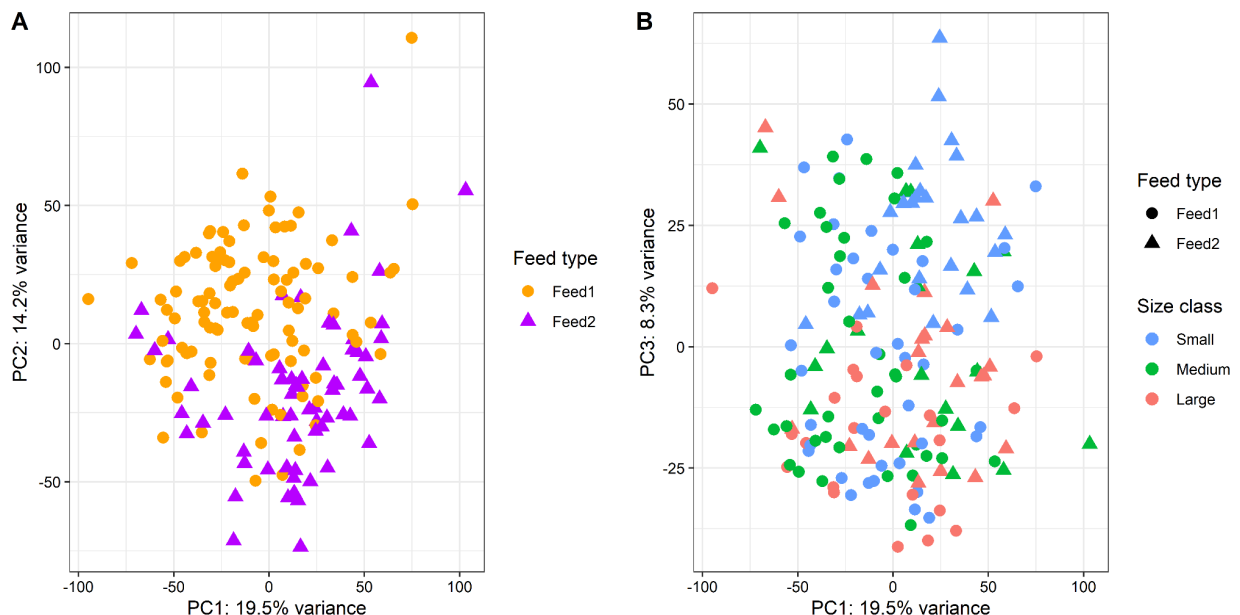 A
100
50
0
-50
PC2: 14.2% variance
-100
-50
0
50
100
PC1: 19.5% variance
Feed type
Feed1
Feed2
B
50
25
0
-25
PC3: 8.3% variance
-100
-50
0
50
100
PC1: 19.5% variance
Feed type
Feed1
Feed2
Size class
Small
Medium
Large